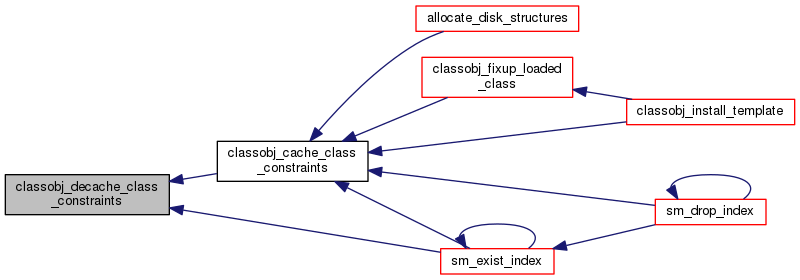 allocate_disk_structures
classobj_fixup_loaded
_class
classobj_install_template
classobj_cache_class
_constraints
classobj_decache_class
_constraints
sm_drop_index
sm_exist_index